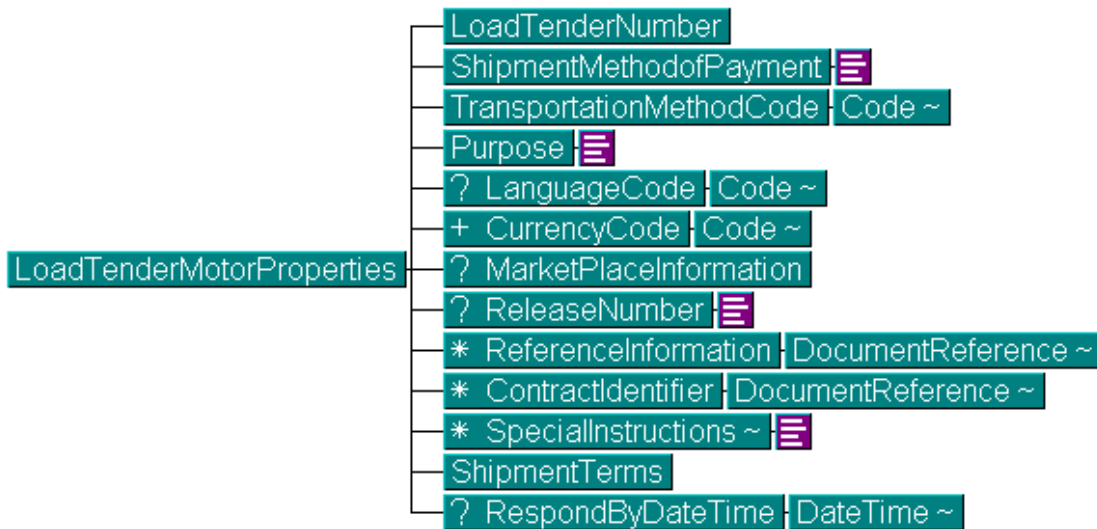 LoadTenderNumber
ShipmentMethodofPayment
TransportationMethodCode Code ~
Purpose
? LanguageCode Code ~
+ CurrencyCode Code ~
LoadTenderMotorProperties ? MarketPlaceInformation
? ReleaseNumber
* ReferenceInformation DocumentReference ~
* ContractIdentifier DocumentReference ~
* SpecialInstructions ~
ShipmentTerms
? RespondByDateTime DateTime ~